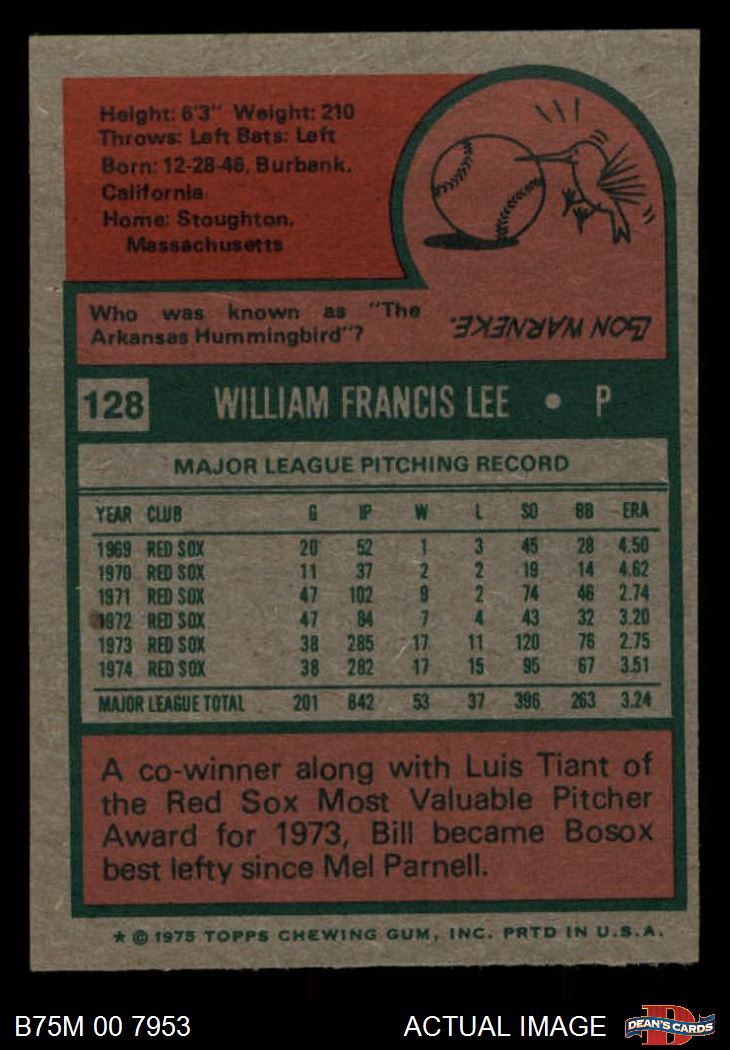 Height: 6'3" Weight: 210
Throws: Left Bats: Left
Born: 12-28-46, Burbank,
California
Home: Stoughton,
Massachusetts
Who was known as "The
Arkansas Hummingbird"?
LON WARNEKE.
128 WILLIAM FRANCIS LEE • P
MAJOR LEAGUE PITCHING RECORD
YEAR CLUB G IP W L SO BB ERA
1969 RED SOX 20 52 1 3 45 28 4.50
1970 RED SOX 11 37 2 2 19 14 4.62
1971 RED SOX 47 102 9 2 74 46 2.74
1972 RED SOX 47 84 7 4 43 32 3.20
1973 RED SOX 38 285 17 11 120 76 2.75
1974 RED SOX 38 282 17 15 95 67 3.51
MAJOR LEAGUE TOTAL 201 842 53 37 396 263 3.24
A co-winner along with Luis Tiant of
the Red Sox Most Valuable Pitcher
Award for 1973, Bill became Bosox
best lefty since Mel Parnell.
* © 1975 TOPPS CHEWING GUM, INC. PRTD IN U.S.A.
B75M 00 7953 ACTUAL IMAGE
D
DEAN'S CARDS